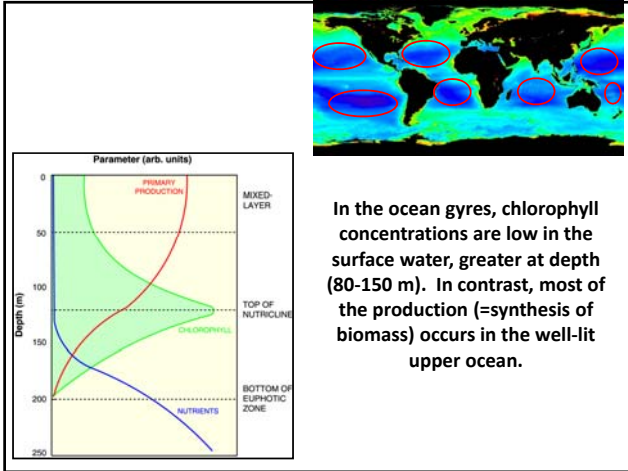 Parameter (arb. units)
0
50
100
150
200
250
Depth (m)
PRIMARY
PRODUCTION
MIXED-
LAYER
TOP OF
NUTRICLINE
CHLOROPHYLL
BOTTOM OF
EUPHOTIC
ZONE
NUTRIENTS
In the ocean gyres, chlorophyll
concentrations are low in the
surface water, greater at depth
(80-150 m).  In contrast, most of
the production (=synthesis of
biomass) occurs in the well-lit
upper ocean.